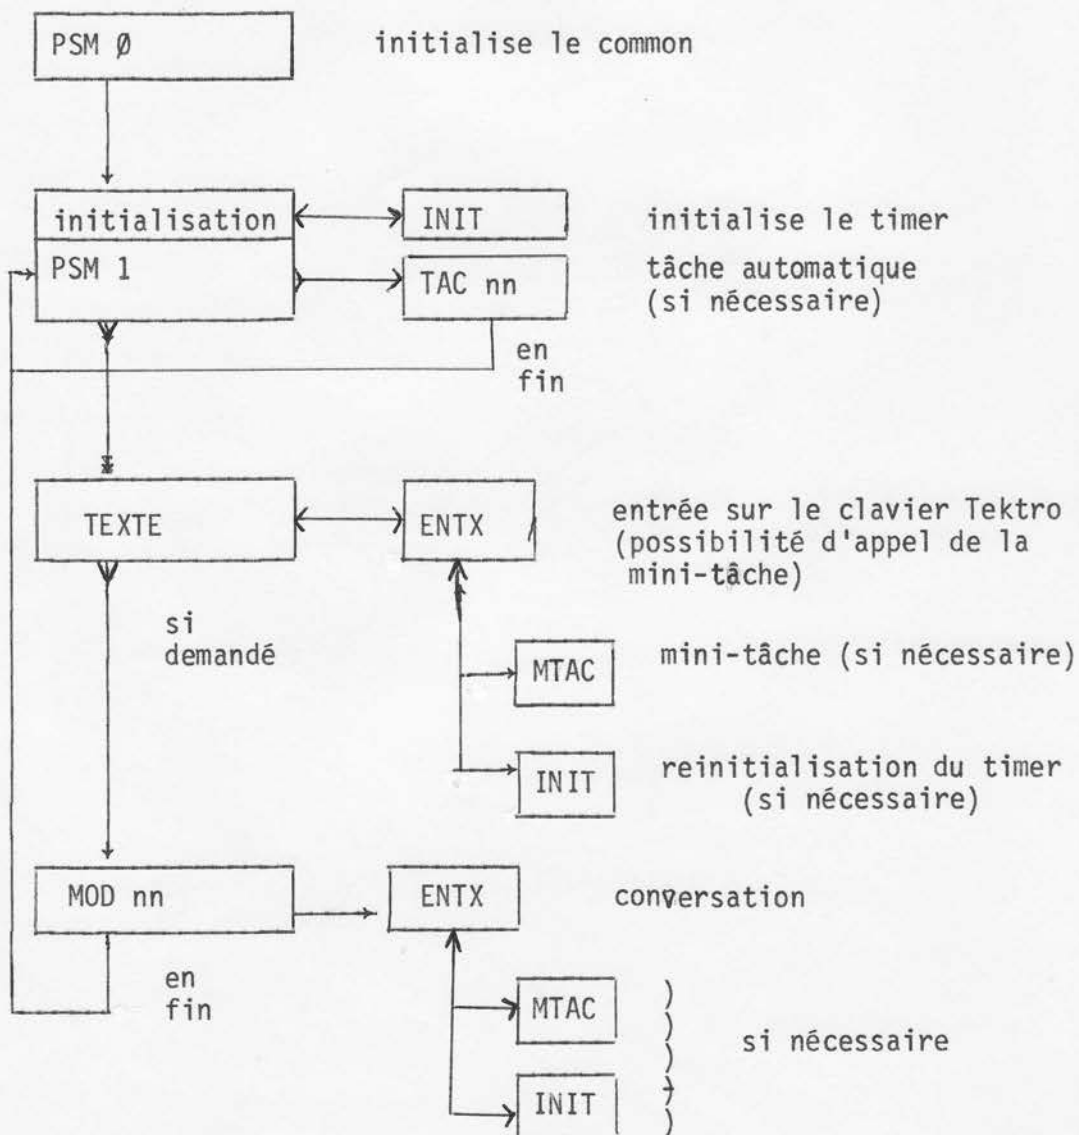 PSM Ø
initialise le common
initialisation
INIT
initialise le timer
PSM 1
TAC nn
tâche automatique
(si nécessaire)
en
fin
TEXTE
ENTX
entrée sur le clavier Tektro
(possibilité d'appel de la
mini-tâche)
si
demandé
MTAC
mini-tâche (si nécessaire)
INIT
reinitialisation du timer
(si nécessaire)
MOD nn
ENTX
conversation
en
fin
MTAC
)
)
si nécessaire
)
)
INIT
)